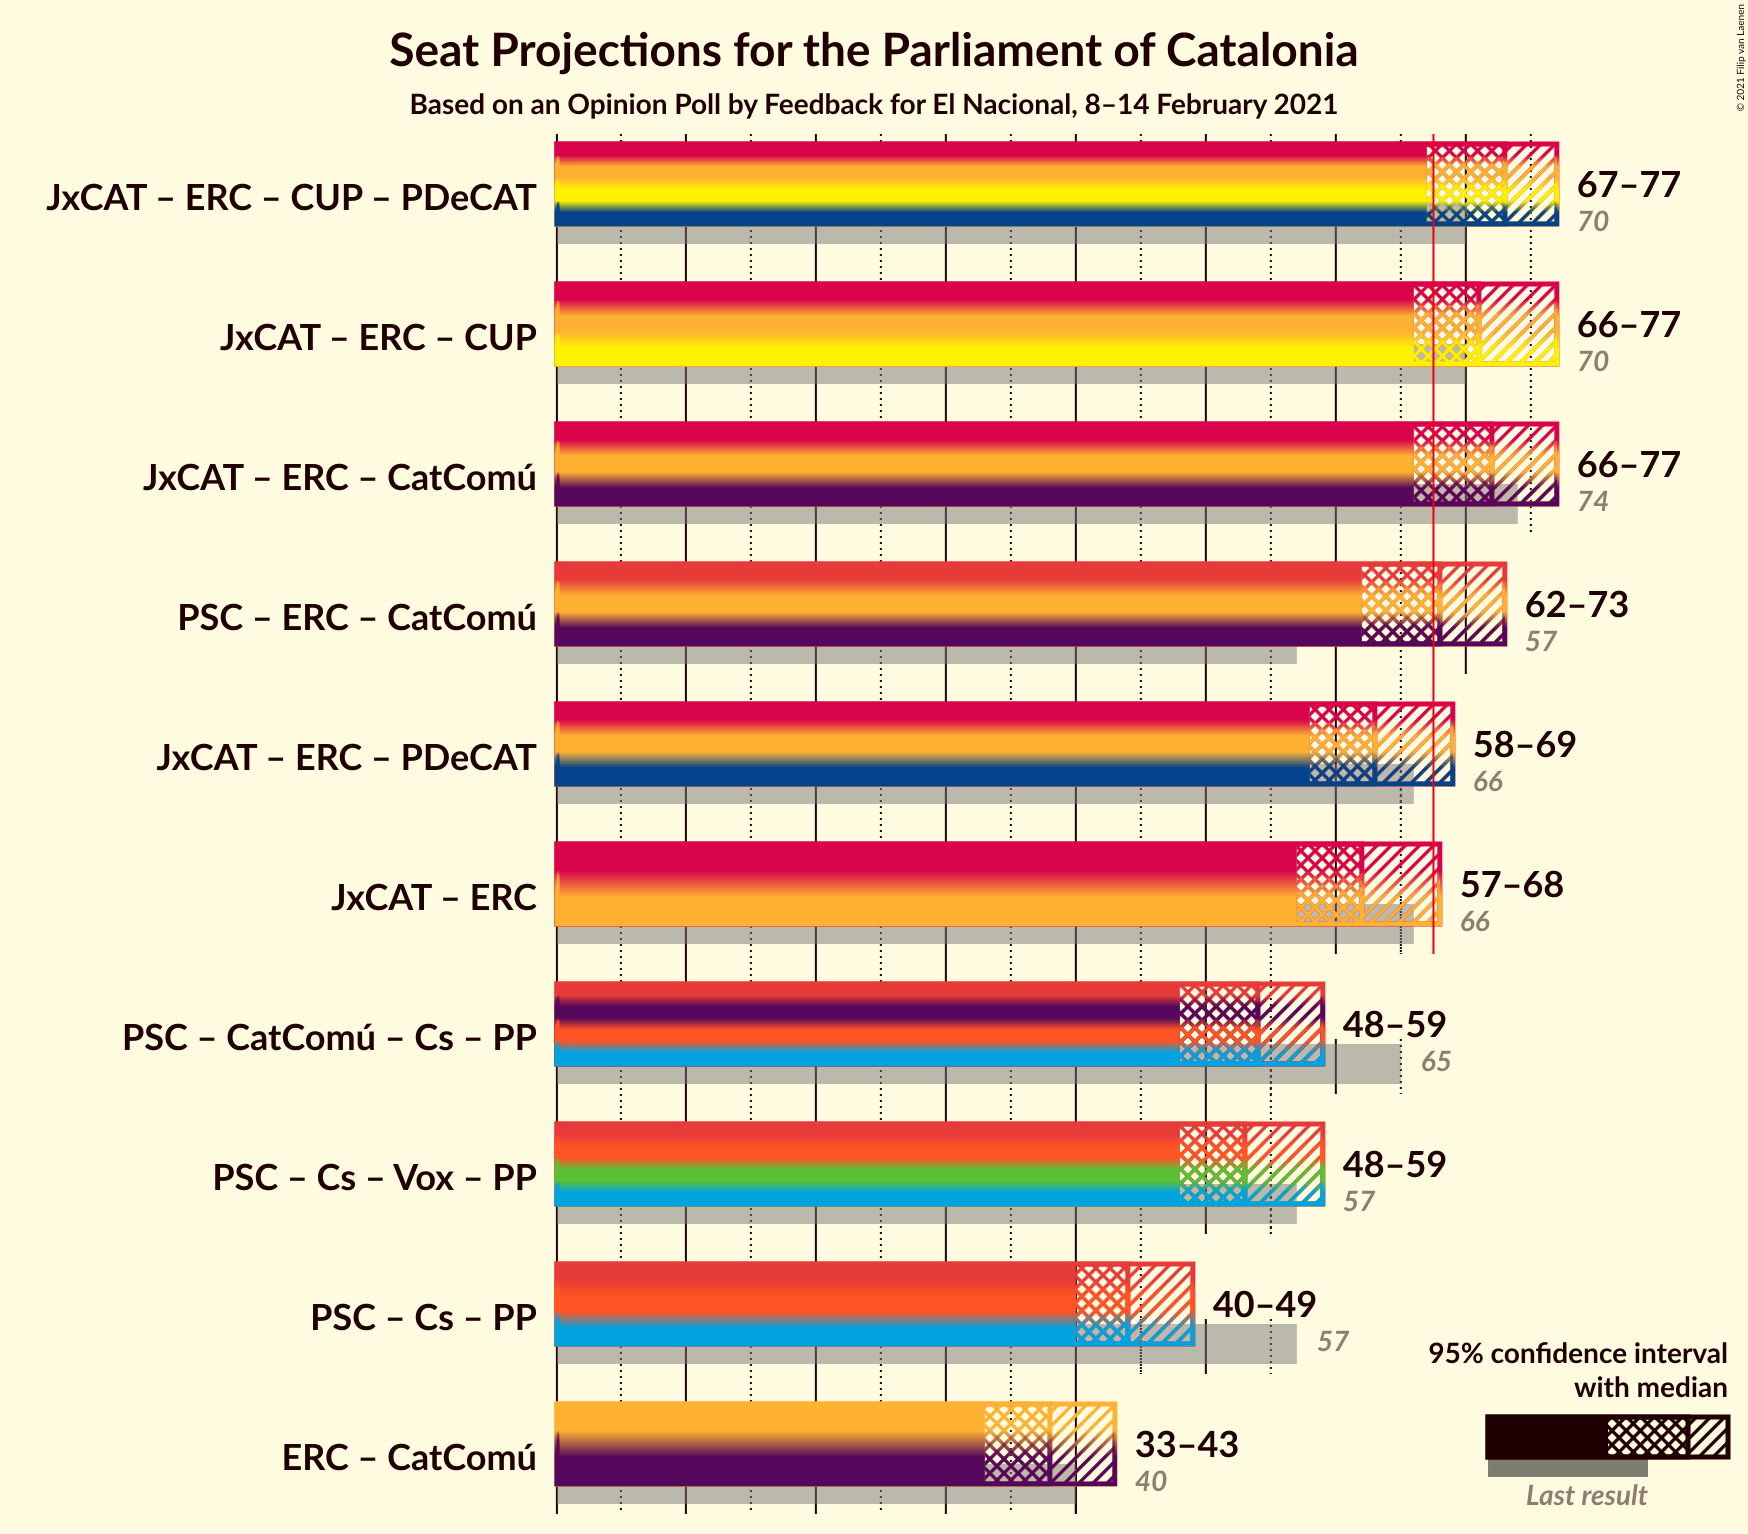 Seat Projections for the Parliament of Catalonia
Based on an Opinion Poll by Feedback for El Nacional, 8–14 February 2021
© 2021 Filip van Laenen
JxCAT – ERC – CUP – PDeCAT
67–77
70
JxCAT – ERC – CUP
66–77
70
JxCAT – ERC – CatComú
66–77
74
PSC – ERC – CatComú
62–73
57
JxCAT – ERC – PDeCAT
58–69
66
JxCAT – ERC
57–68
66
PSC – CatComú – Cs – PP
48–59
65
PSC – Cs – Vox – PP
48–59
57
PSC – Cs – PP
40–49
57
ERC – CatComú
33–43
40
95% confidence interval
with median
Last result